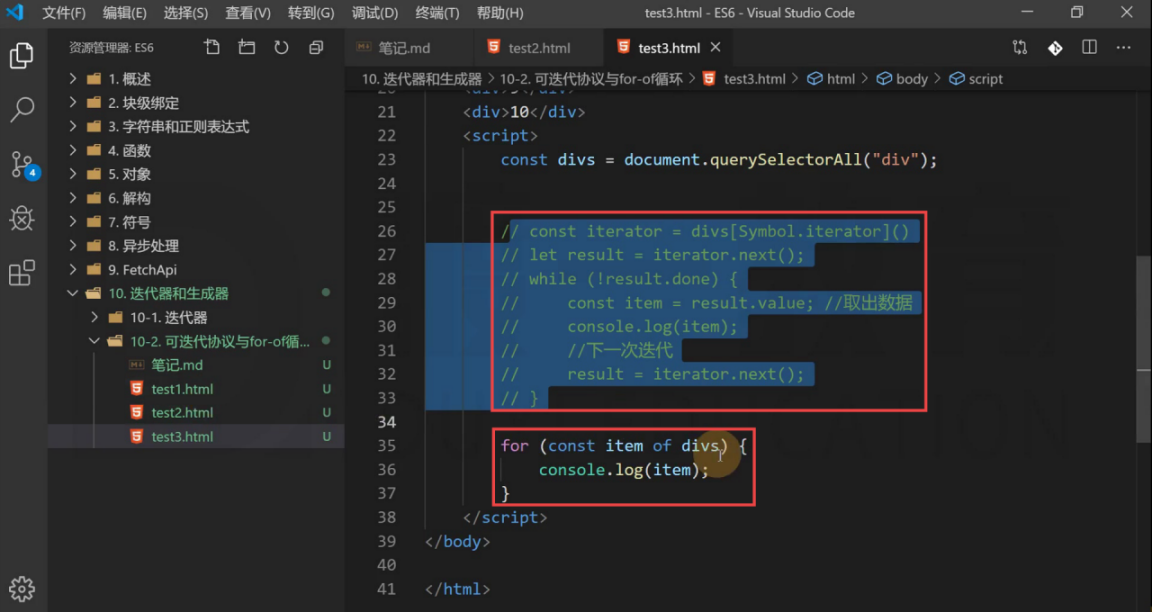 文件(F) 编辑(E) 选择(S) 查看(V) 转到(G) 调试(D) 终端(T) 帮助(H) test3.html - ES6 - Visual Studio Code
资源管理器: ES6
笔记.md test2.html test3.html
10. 迭代器和生成器 > 10-2. 可迭代协议与for-of循环 > test3.html > html > body > script
1. 概述
2. 块级绑定
3. 字符串和正则表达式
4. 函数
5. 对象
6. 解构
7. 符号
8. 异步处理
9. FetchApi
10. 迭代器和生成器
10-1. 迭代器
10-2. 可迭代协议与for-of循...
笔记.md U
test1.html U
test2.html U
test3.html U
4
20 <div>9</div>
21 <div>10</div>
22 <script>
23 const divs = document.querySelectorAll("div");
24
25
26 // const iterator = divs[Symbol.iterator]()
27 // let result = iterator.next();
28 // while (!result.done) {
29 //     const item = result.value; //取出数据
30 //     console.log(item);
31 //     //下一次迭代
32 //     result = iterator.next();
33 // }
34
35 for (const item of divs) {
36 console.log(item);
37 }
38 </script>
39 </body>
40
41 </html>